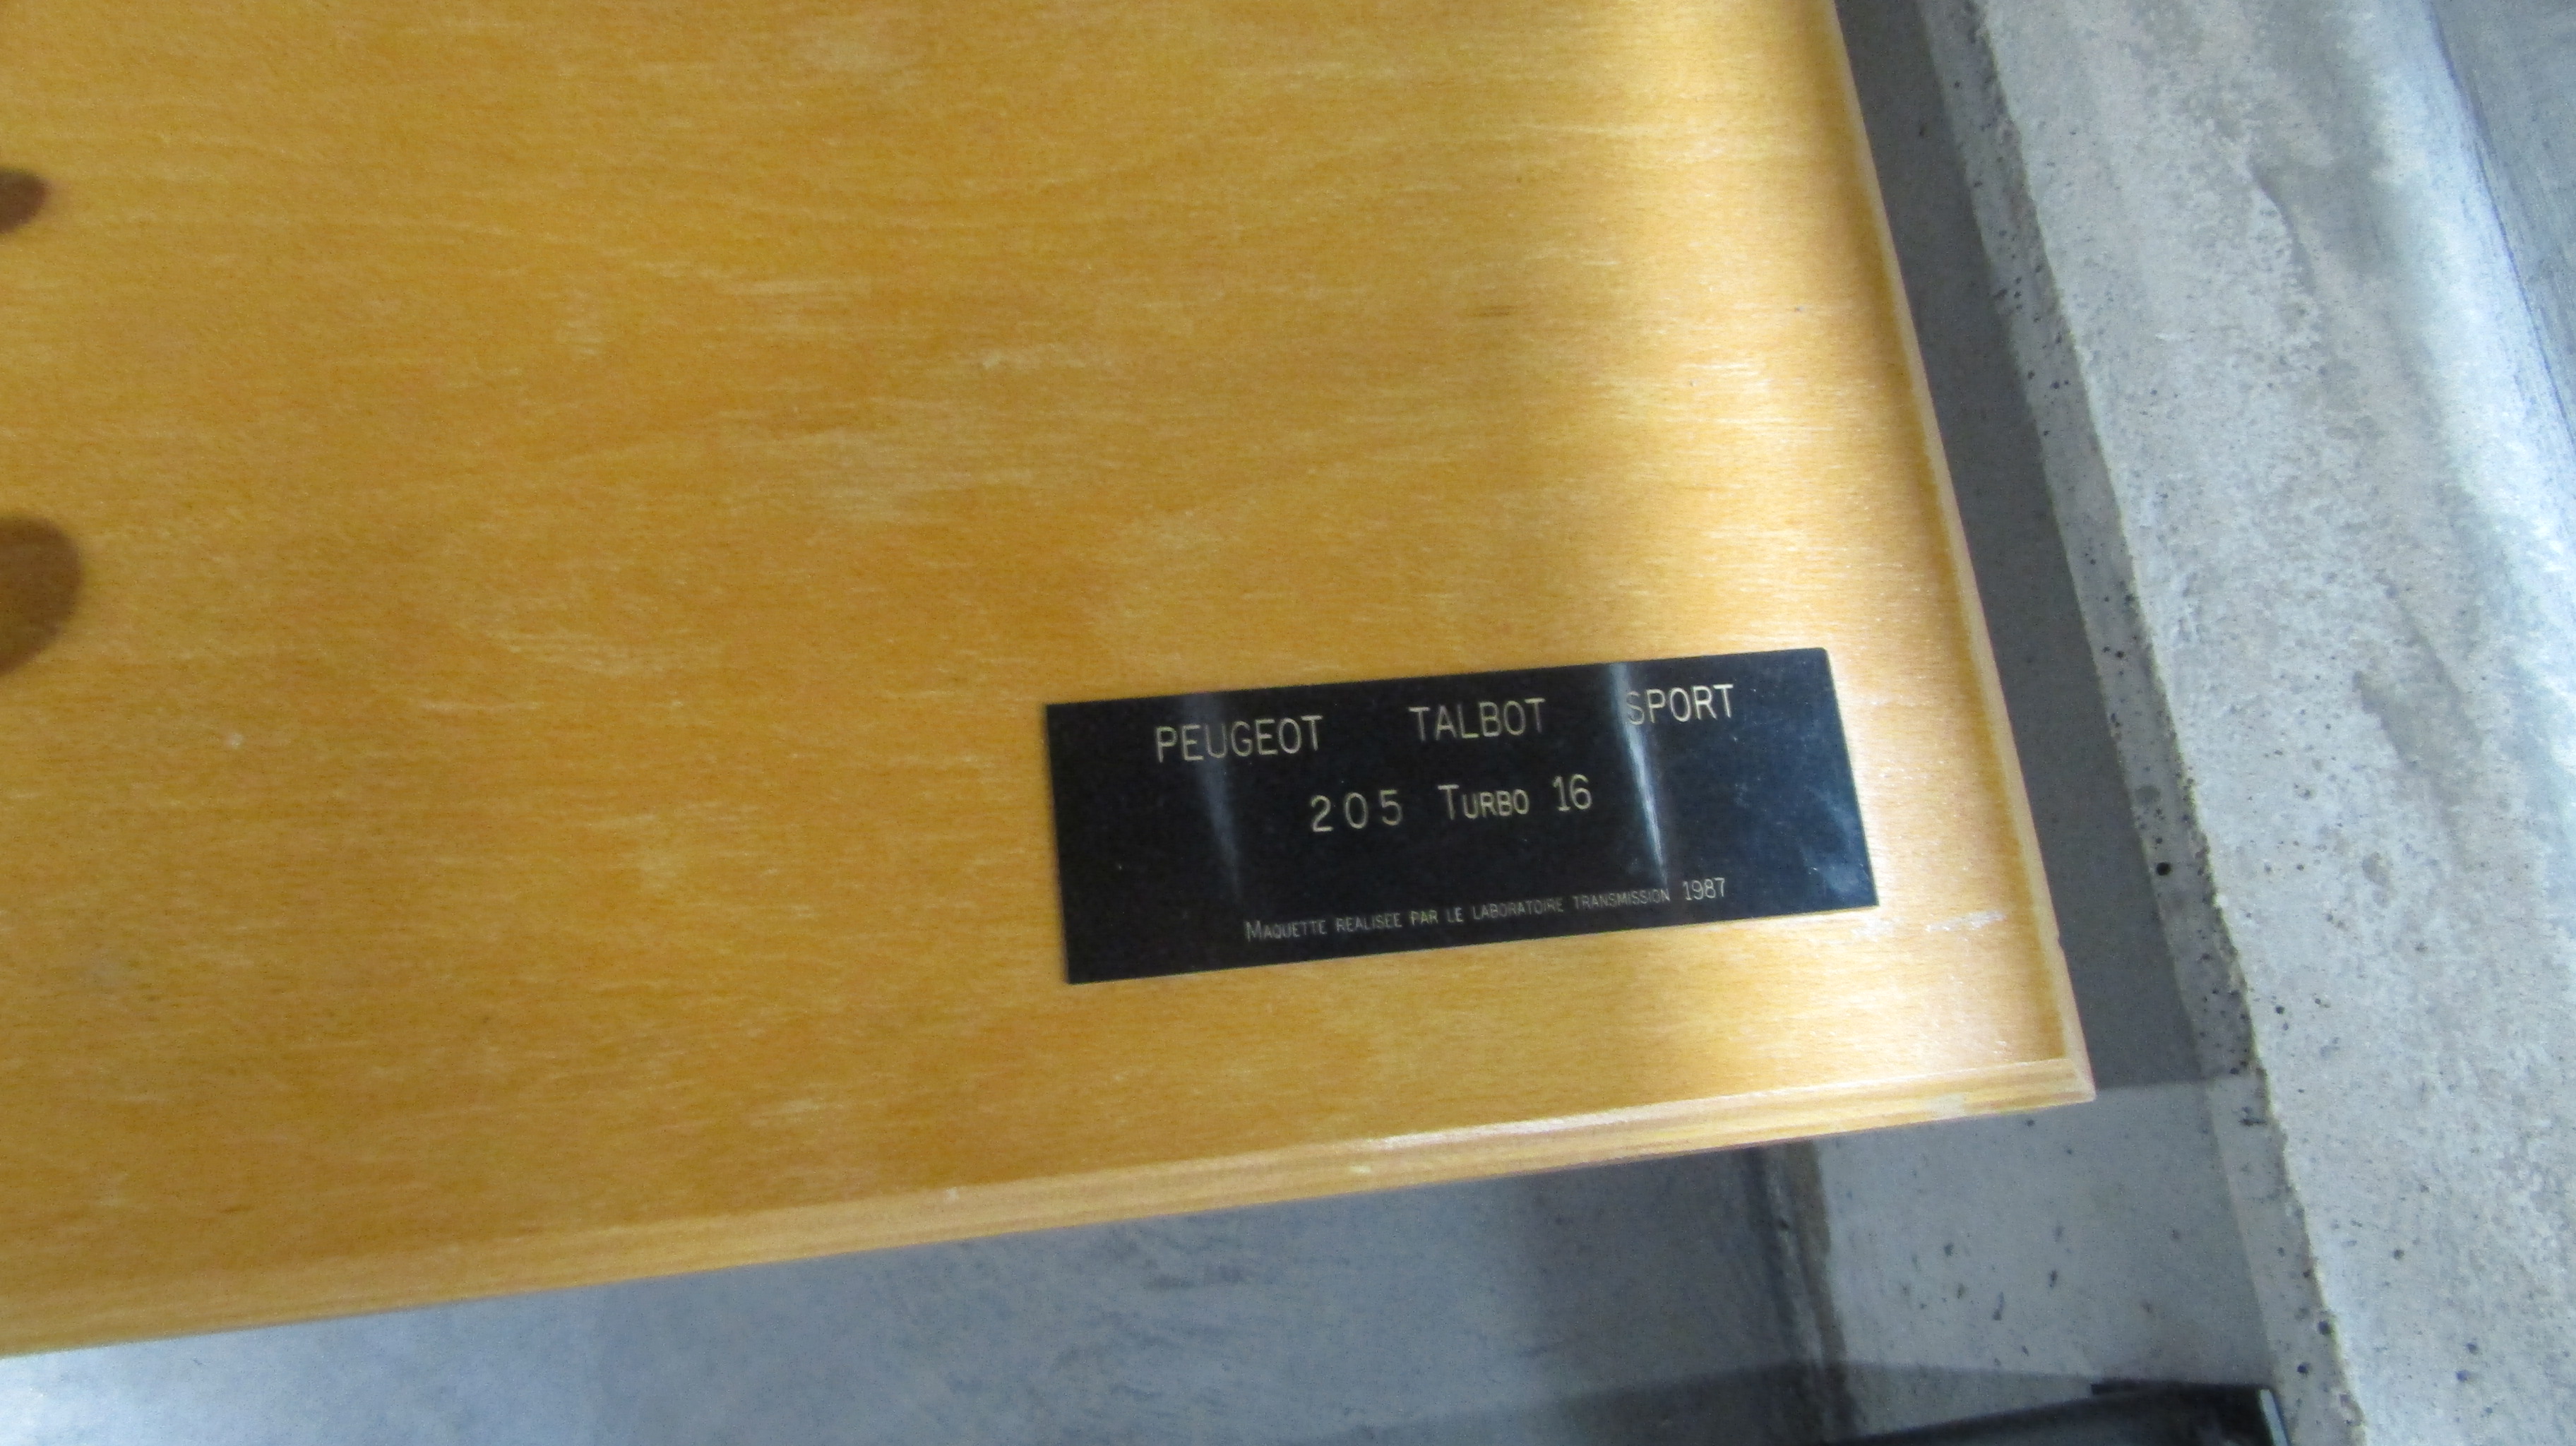 PEUGEOT TALBOT SPORT
205 TURBO 16
MAQUETTE REALISEE PAR LE LABORATOIRE TRANSMISSION 1987